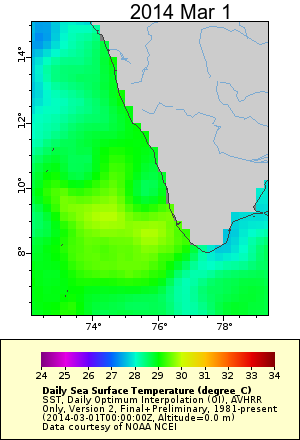 2014 Mar 1
14°
12°
10°
8°
74° 76° 78°
24 25 26 27 28 29 30 31 32 33 34
Daily Sea Surface Temperature (degree_C)
SST, Daily Optimum Interpolation (OI), AVHRR
Only, Version 2, Final+Preliminary, 1981-present
(2014-03-01T00:00:00Z, Altitude=0.0 m)
Data courtesy of NOAA NCEI